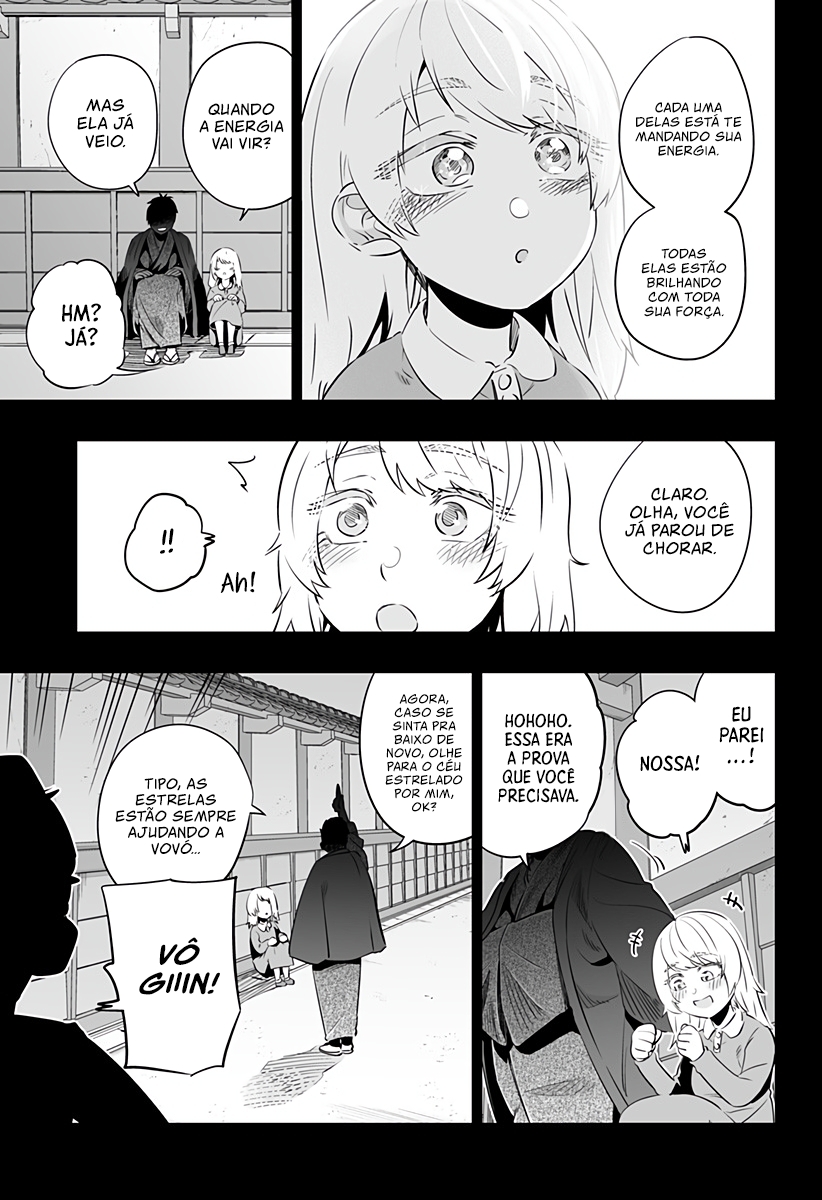 CADA UMA
DELAS ESTÁ TE
MANDANDO SUA
ENERGIA.
TODAS
ELAS ESTÃO
BRILHANDO
COM TODA
SUA FORÇA.
QUANDO
A ENERGIA
VAI VIR?
MAS
ELA JÁ
VEIO.
HM?
JÁ?
CLARO.
OLHA, VOCÊ
JÁ PAROU DE
CHORAR.
Ah!
!!
EU
PAREI
...!
NOSSA!
HOHOHO.
ESSA ERA
A PROVA
QUE VOCÊ
PRECISAVA.
AGORA,
CASO SE
SINTA PRA
BAIXO DE
NOVO, OLHE
PARA O CÉU
ESTRELADO
POR MIM,
OK?
TIPO, AS
ESTRELAS
ESTÃO SEMPRE
AJUDANDO A
VOVÓ...
VÔ
GIIIN!